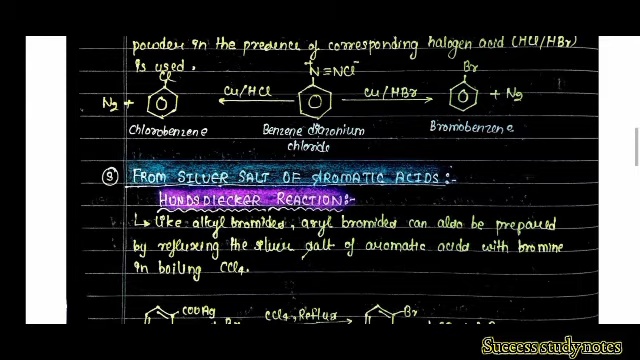 powder in the presence of corresponding halogen acid (HCl/HBr)
is used.
Cl N≡NCl⁻ Br
N2 + Cu/HCl Cu/HBr + N2
Chlorobenzene Benzene diazonium chloride Bromobenzene
③ FROM SILVER SALT OF AROMATIC ACIDS:-
HUNDSDIECKER REACTION:-
↳ Like alkyl bromides, aryl bromides can also be prepared
by refluxing the silver salt of aromatic acids with bromine
in boiling CCl4.
COOAg CCl4, Reflux Br
Success study notes